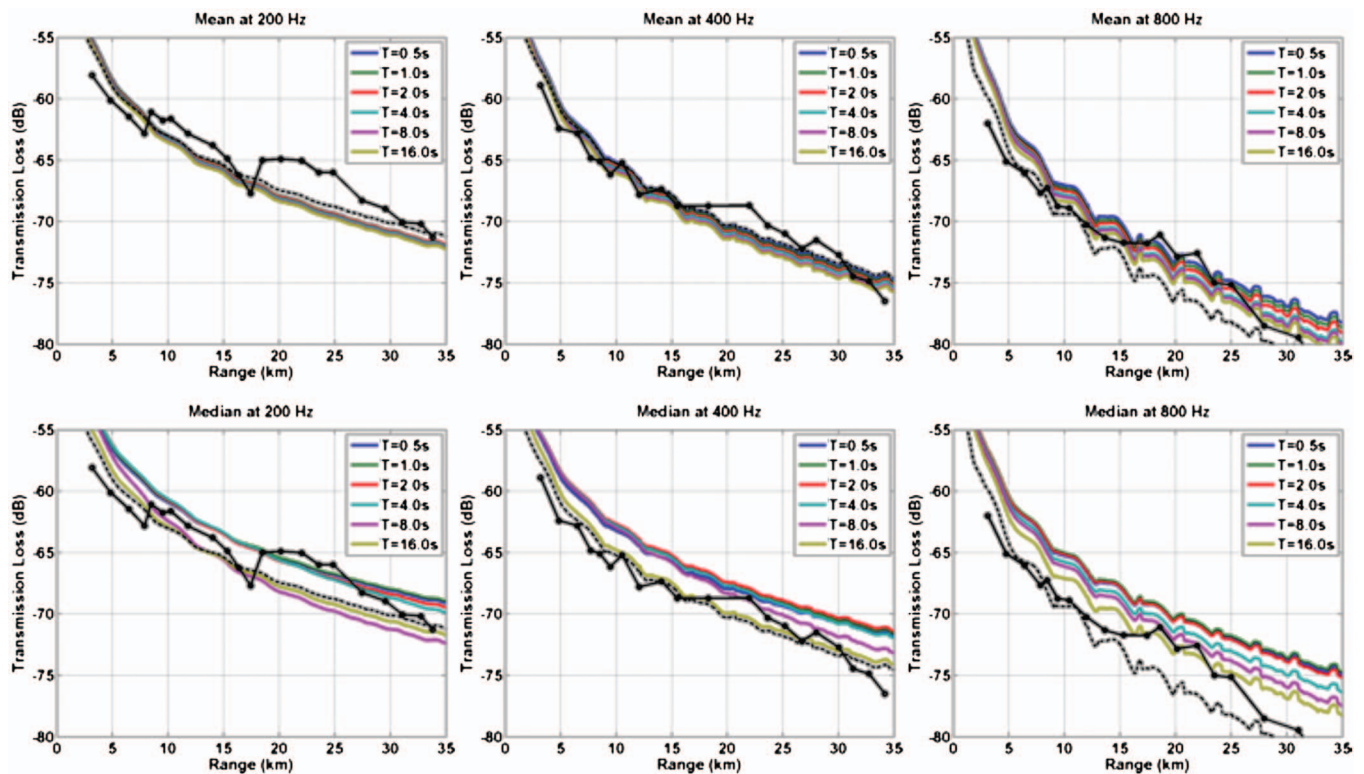 Mean at 200 Hz
Mean at 400 Hz
Mean at 800 Hz
-55
-60
-65
-70
-75
-80
Transmission Loss (dB)
T=0.5s
T=1.0s
T=2.0s
T=4.0s
T=8.0s
T=16.0s
0 5 10 15 20 25 30 35
Range (km)
-55
-60
-65
-70
-75
-80
Transmission Loss (dB)
T=0.5s
T=1.0s
T=2.0s
T=4.0s
T=8.0s
T=16.0s
0 5 10 15 20 25 30 35
Range (km)
-55
-60
-65
-70
-75
-80
Transmission Loss (dB)
T=0.5s
T=1.0s
T=2.0s
T=4.0s
T=8.0s
T=16.0s
0 5 10 15 20 25 30 35
Range (km)
Median at 200 Hz
Median at 400 Hz
Median at 800 Hz
-55
-60
-65
-70
-75
-80
Transmission Loss (dB)
T=0.5s
T=1.0s
T=2.0s
T=4.0s
T=8.0s
T=16.0s
0 5 10 15 20 25 30 35
Range (km)
-55
-60
-65
-70
-75
-80
Transmission Loss (dB)
T=0.5s
T=1.0s
T=2.0s
T=4.0s
T=8.0s
T=16.0s
0 5 10 15 20 25 30 35
Range (km)
-55
-60
-65
-70
-75
-80
Transmission Loss (dB)
T=0.5s
T=1.0s
T=2.0s
T=4.0s
T=8.0s
T=16.0s
0 5 10 15 20 25 30 35
Range (km)